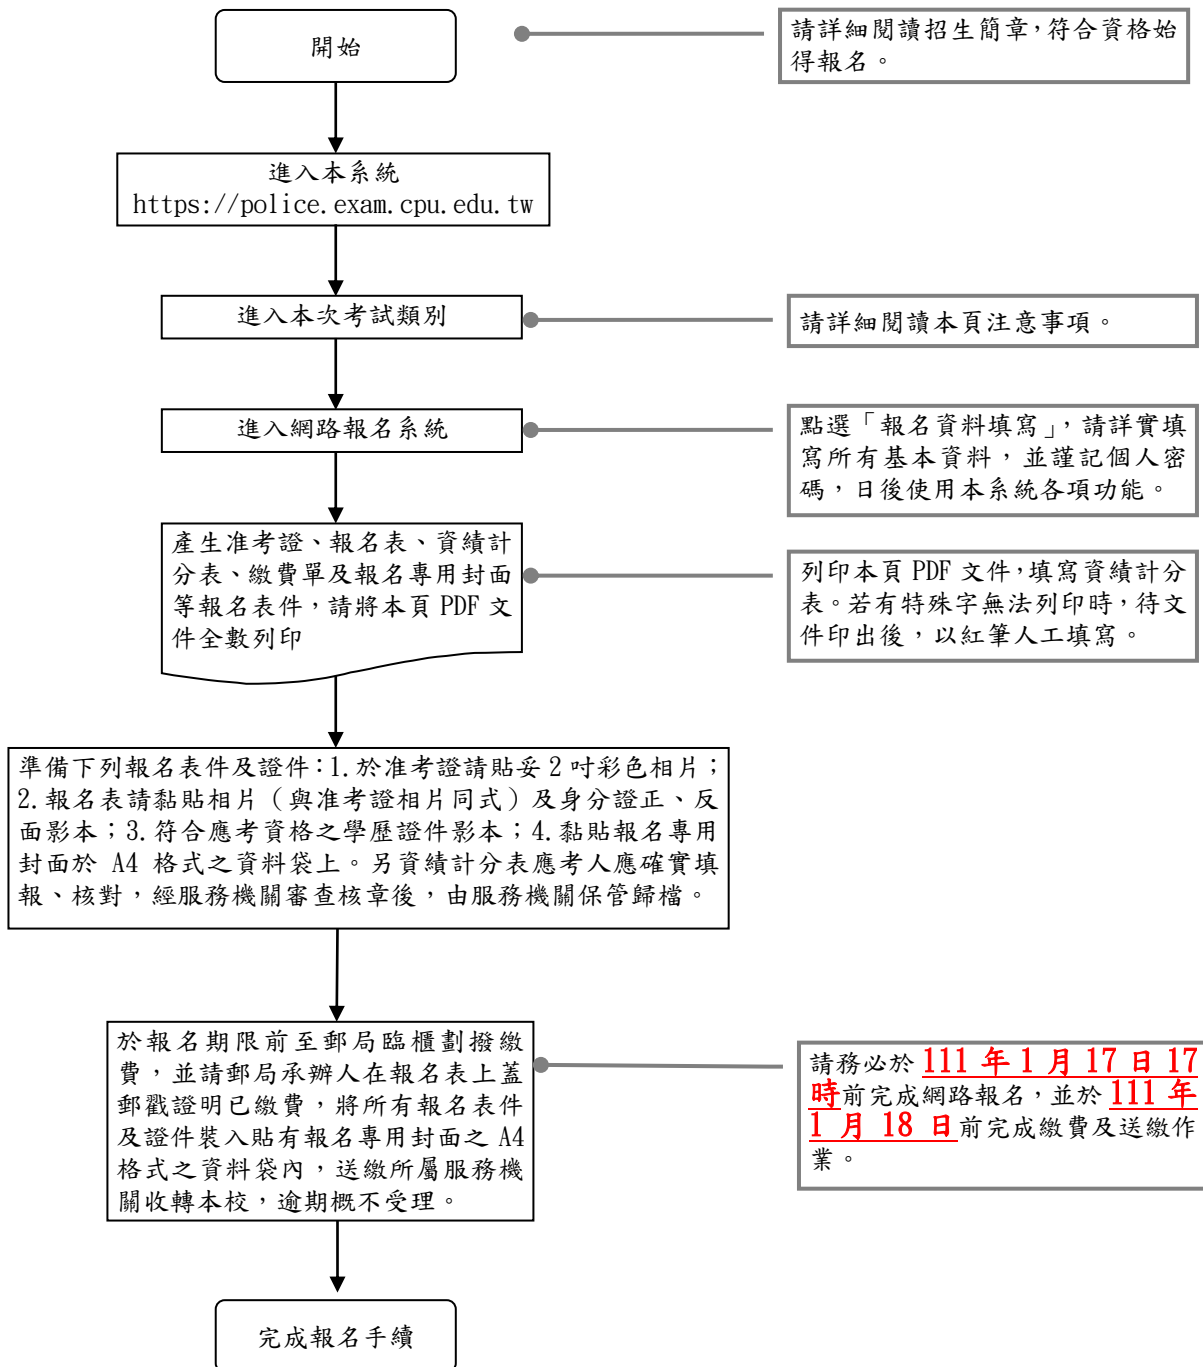 開始
請詳細閱讀招生簡章，符合資格始
得報名。
進入本系統
https://police.exam.cpu.edu.tw
進入本次考試類別
請詳細閱讀本頁注意事項。
進入網路報名系統
點選「報名資料填寫」，請詳實填
寫所有基本資料，並謹記個人密
碼，日後使用本系統各項功能。
產生准考證、報名表、資績計
分表、繳費單及報名專用封面
等報名表件，請將本頁 PDF 文
件全數列印
列印本頁 PDF 文件，填寫資績計分
表。若有特殊字無法列印時，待文
件印出後，以紅筆人工填寫。
準備下列報名表件及證件：1.於准考證請貼妥 2 吋彩色相片；
2.報名表請黏貼相片（與准考證相片同式）及身分證正、反
面影本；3.符合應考資格之學歷證件影本；4.黏貼報名專用
封面於 A4 格式之資料袋上。另資績計分表應考人應確實填
報、核對，經服務機關審查核章後，由服務機關保管歸檔。
於報名期限前至郵局臨櫃劃撥繳
費，並請郵局承辦人在報名表上蓋
郵戳證明已繳費，將所有報名表件
及證件裝入貼有報名專用封面之 A4
格式之資料袋內，送繳所屬服務機
關收轉本校，逾期概不受理。
請務必於 111 年 1 月 17 日 17
時前完成網路報名，並於 111 年
1 月 18 日前完成繳費及送繳作
業。
完成報名手續